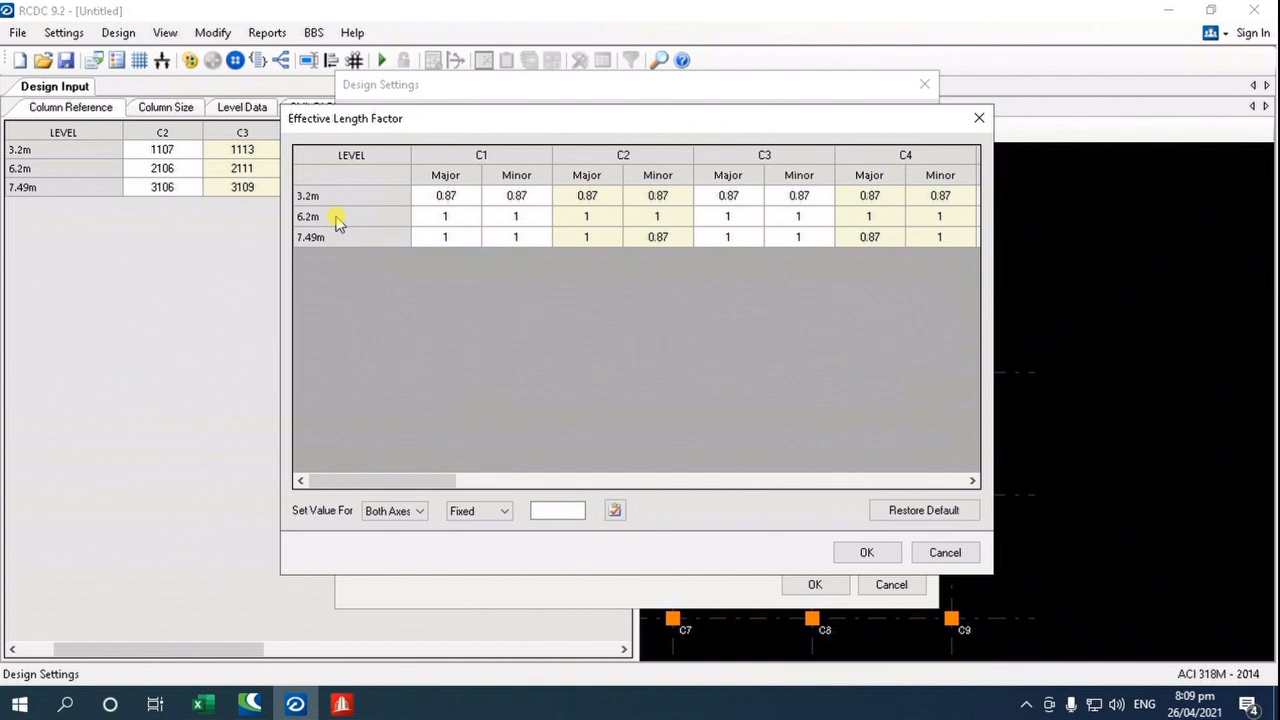 RCDC 9.2 - [Untitled]
File Settings Design View Modify Reports BBS Help Sign In
Design Input
Design Settings
Column Reference Column Size Level Data
Effective Length Factor
LEVEL C2 C3
3.2m 1107 1113
6.2m 2106 2111
7.49m 3106 3109
LEVEL C1 C2 C3 C4
Major Minor Major Minor Major Minor Major Minor
3.2m 0.87 0.87 0.87 0.87 0.87 0.87 0.87 0.87
6.2m 1 1 1 1 1 1 1 1
7.49m 1 1 1 0.87 1 1 0.87 1
Set Value For Both Axes Fixed Restore Default
OK Cancel
OK Cancel
C7 C8 C9
Design Settings ACI 318M - 2014
ENG 8:09 pm
26/04/2021 4